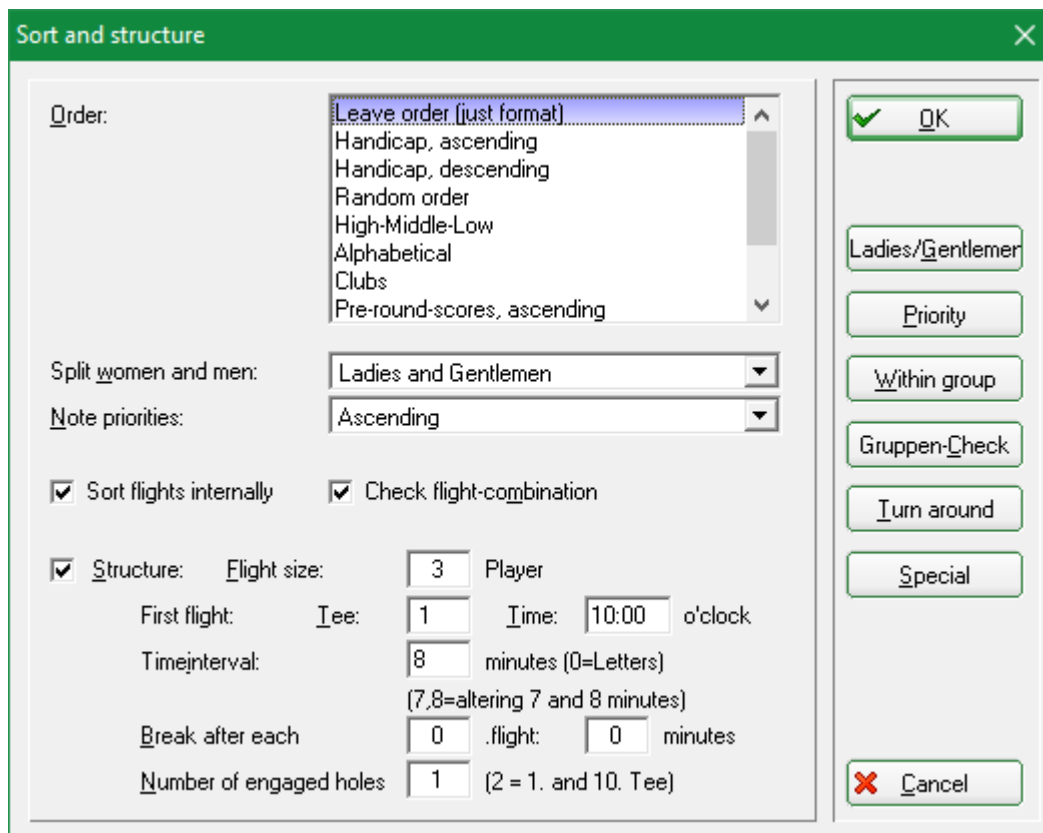 Sort and structure
Order:
Leave order (just format)
Handicap, ascending
Handicap, descending
Random order
High-Middle-Low
Alphabetical
Clubs
Pre-round-scores, ascending
Split women and men: Ladies and Gentlemen
Note priorities: Ascending
Sort flights internally Check flight-combination
Structure: Flight size: 3 Player
First flight: Tee: 1 Time: 10:00 o'clock
Timeinterval: 8 minutes (0=Letters)
(7,8=altering 7 and 8 minutes)
Break after each 0 .flight: 0 minutes
Number of engaged holes 1 (2 = 1. and 10. Tee)
OK
Ladies/Gentlemen
Priority
Within group
Gruppen-Check
Turn around
Special
Cancel